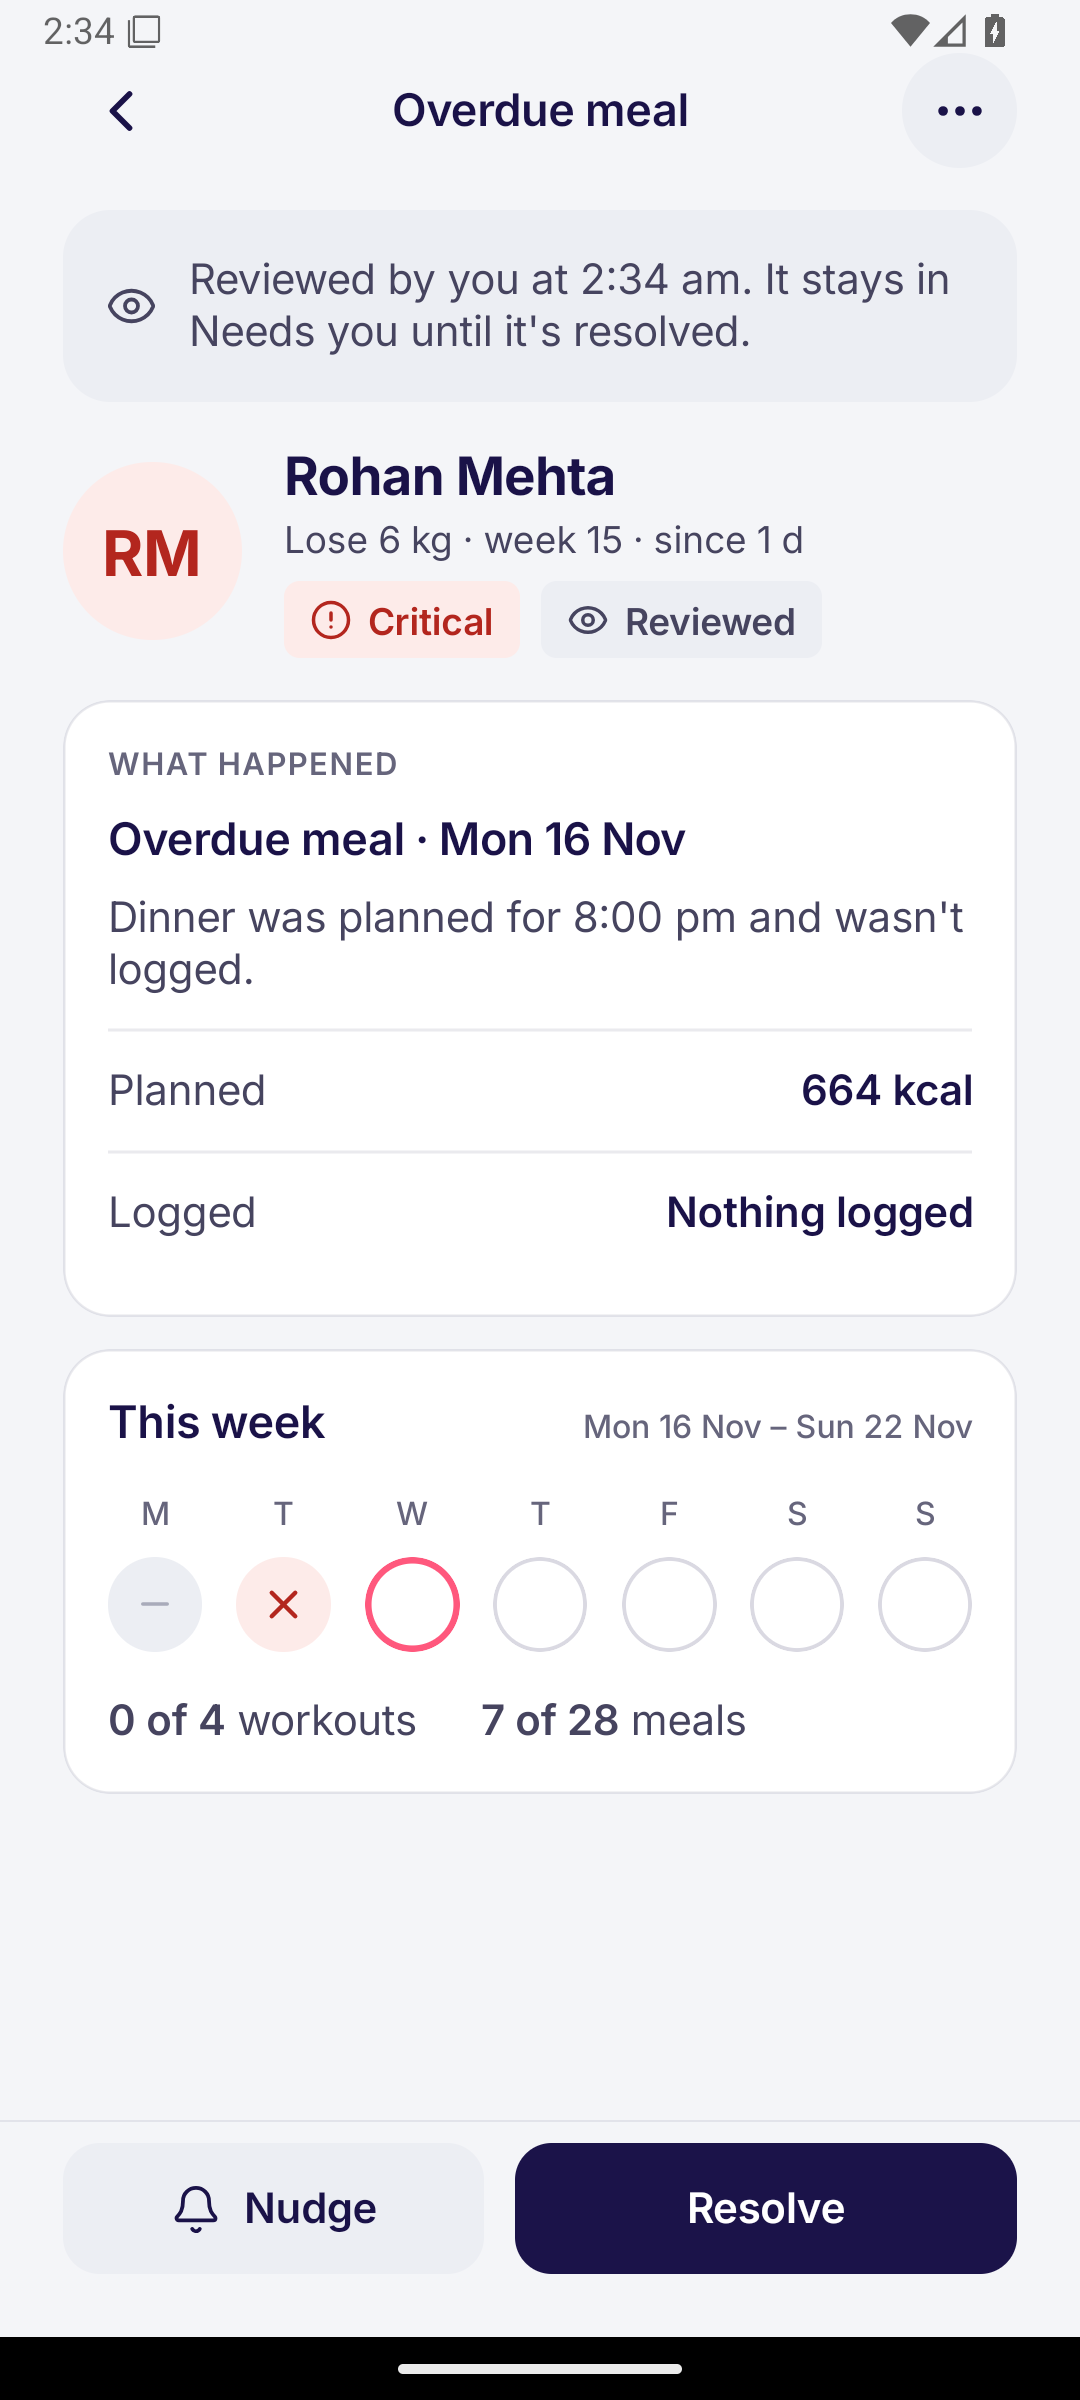 2:34
Overdue meal
Reviewed by you at 2:34 am. It stays in
Needs you until it's resolved.
RM
Rohan Mehta
Lose 6 kg · week 15 · since 1 d
Critical
Reviewed
WHAT HAPPENED
Overdue meal · Mon 16 Nov
Dinner was planned for 8:00 pm and wasn't
logged.
Planned 664 kcal
Logged Nothing logged
This week Mon 16 Nov – Sun 22 Nov
M T W T F S S
0 of 4 workouts 7 of 28 meals
Nudge
Resolve